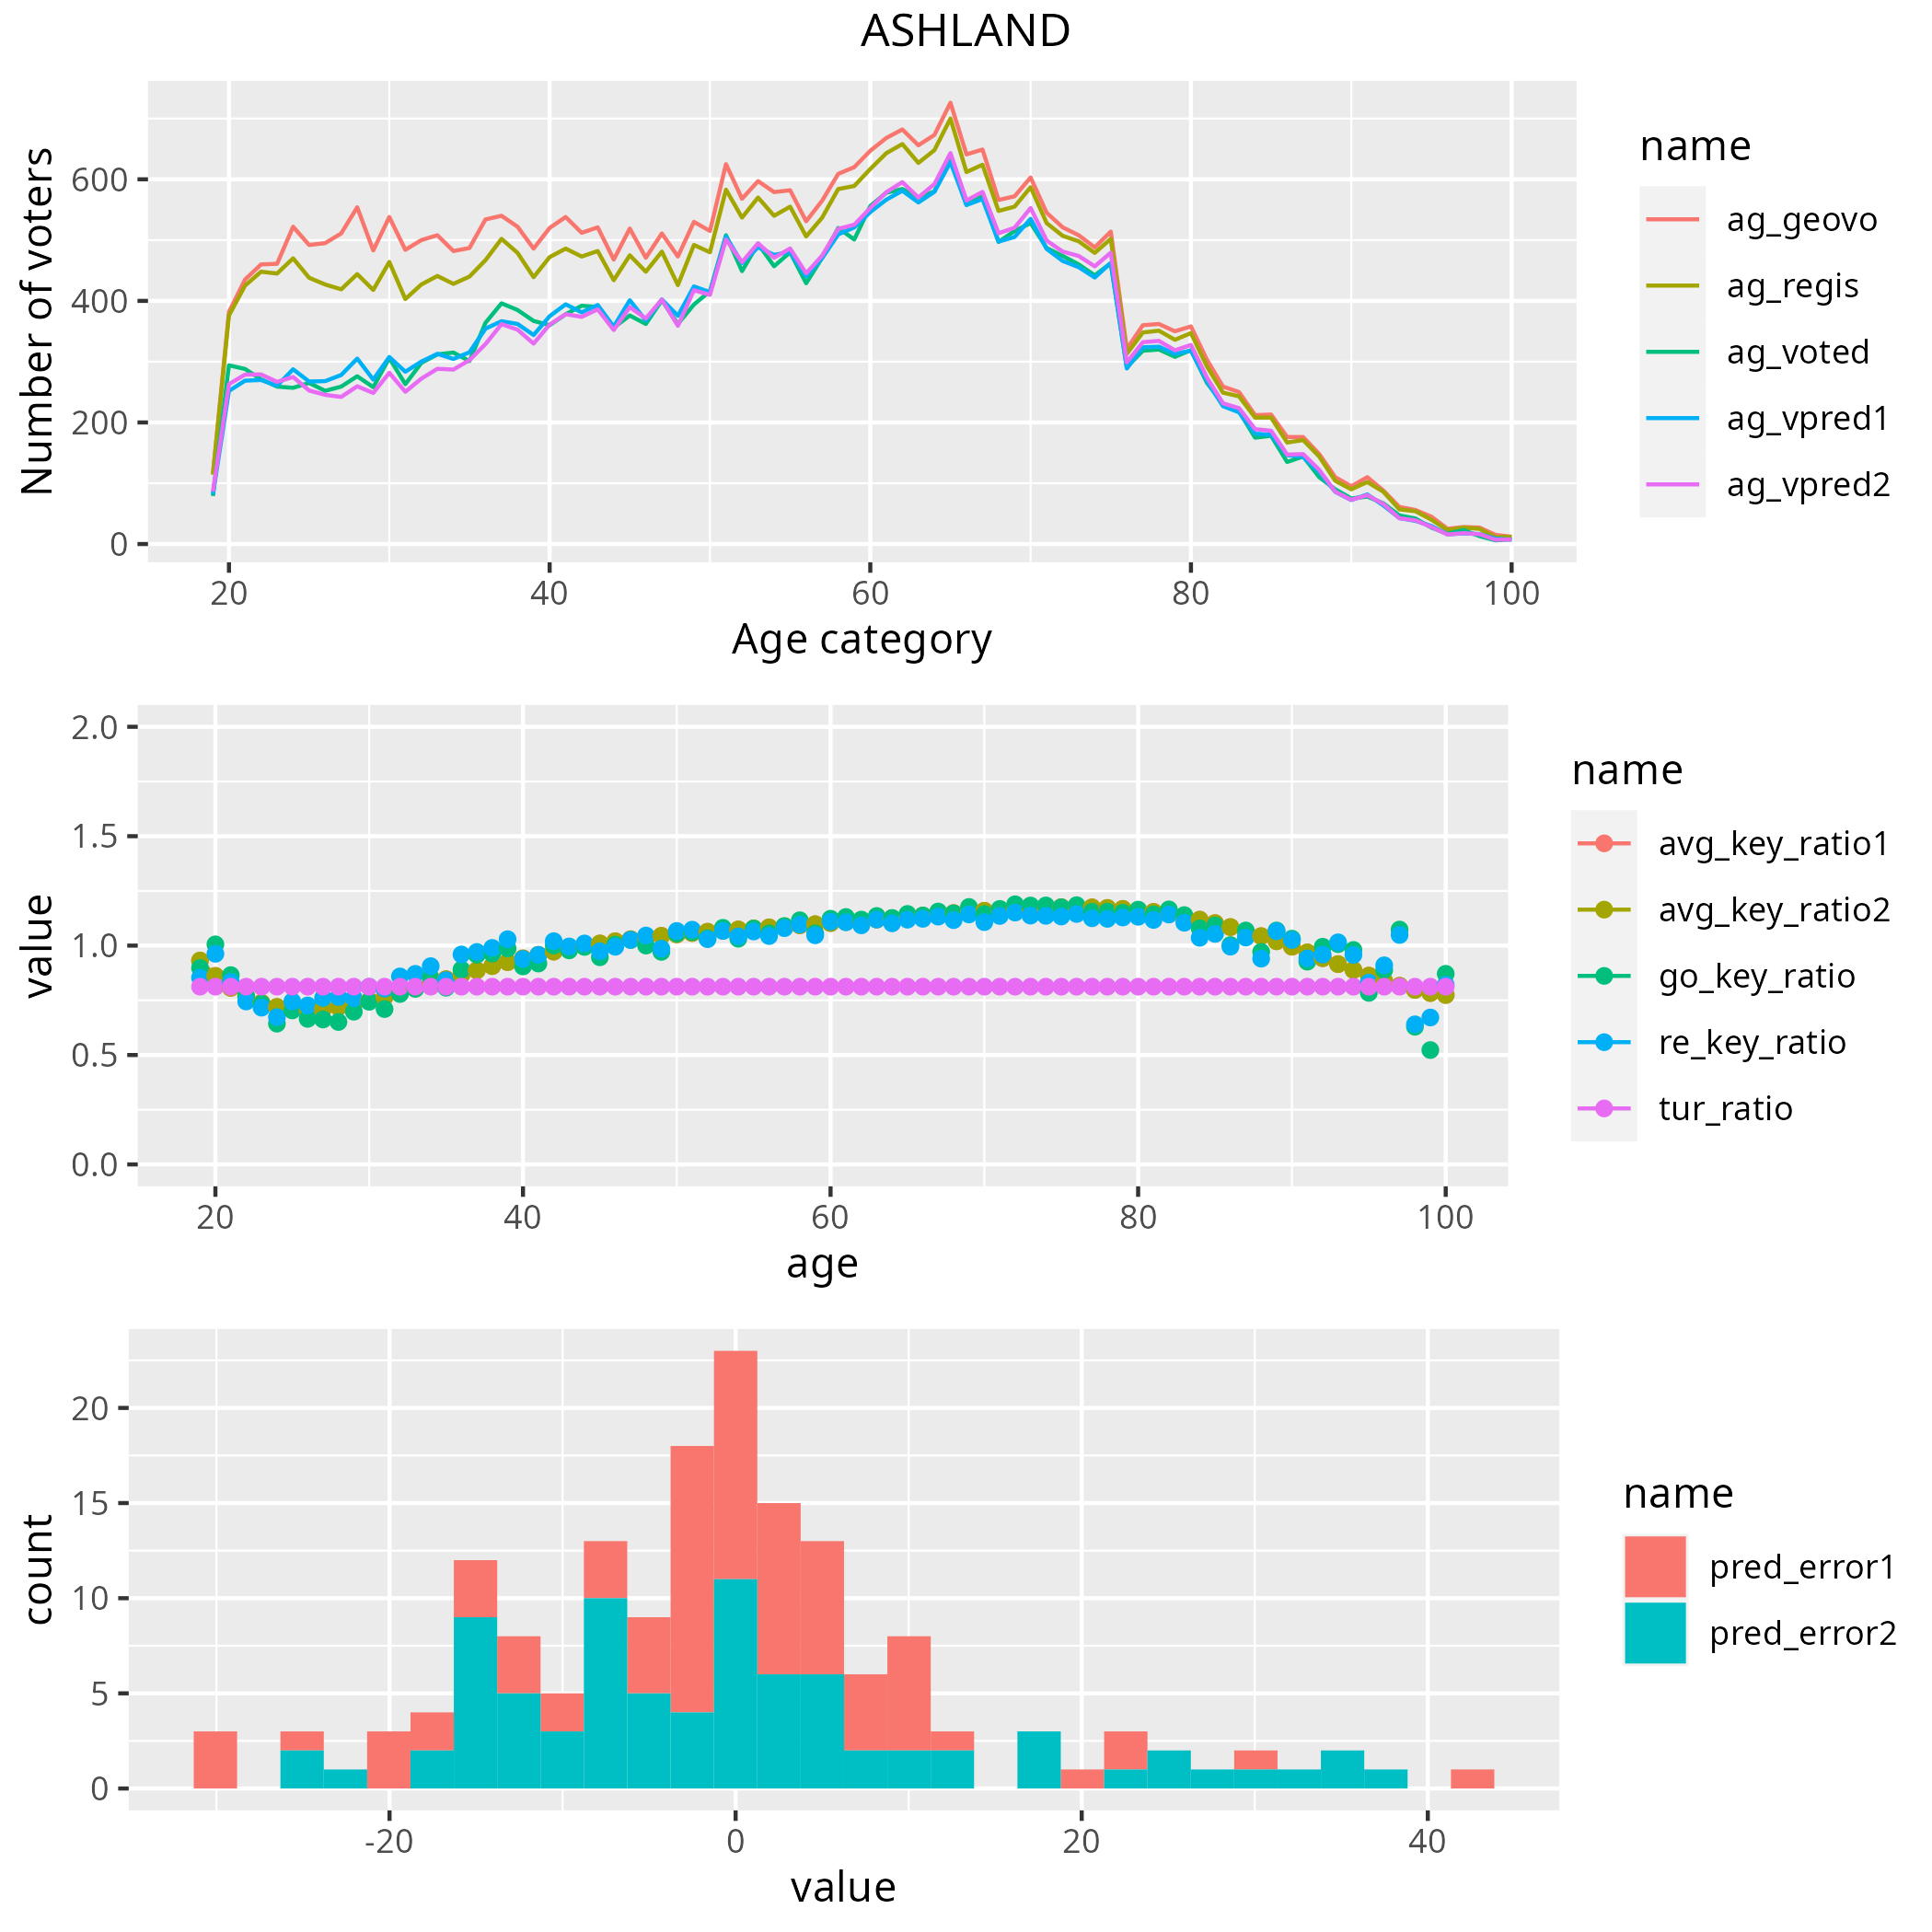 ASHLAND
Number of voters
600
400
200
0
20 40 60 80 100
Age category
name
ag_geovo
ag_regis
ag_voted
ag_vpred1
ag_vpred2
value
2.0
1.5
1.0
0.5
0.0
20 40 60 80 100
age
name
avg_key_ratio1
avg_key_ratio2
go_key_ratio
re_key_ratio
tur_ratio
count
20
15
10
5
0
-20 0 20 40
value
name
pred_error1
pred_error2